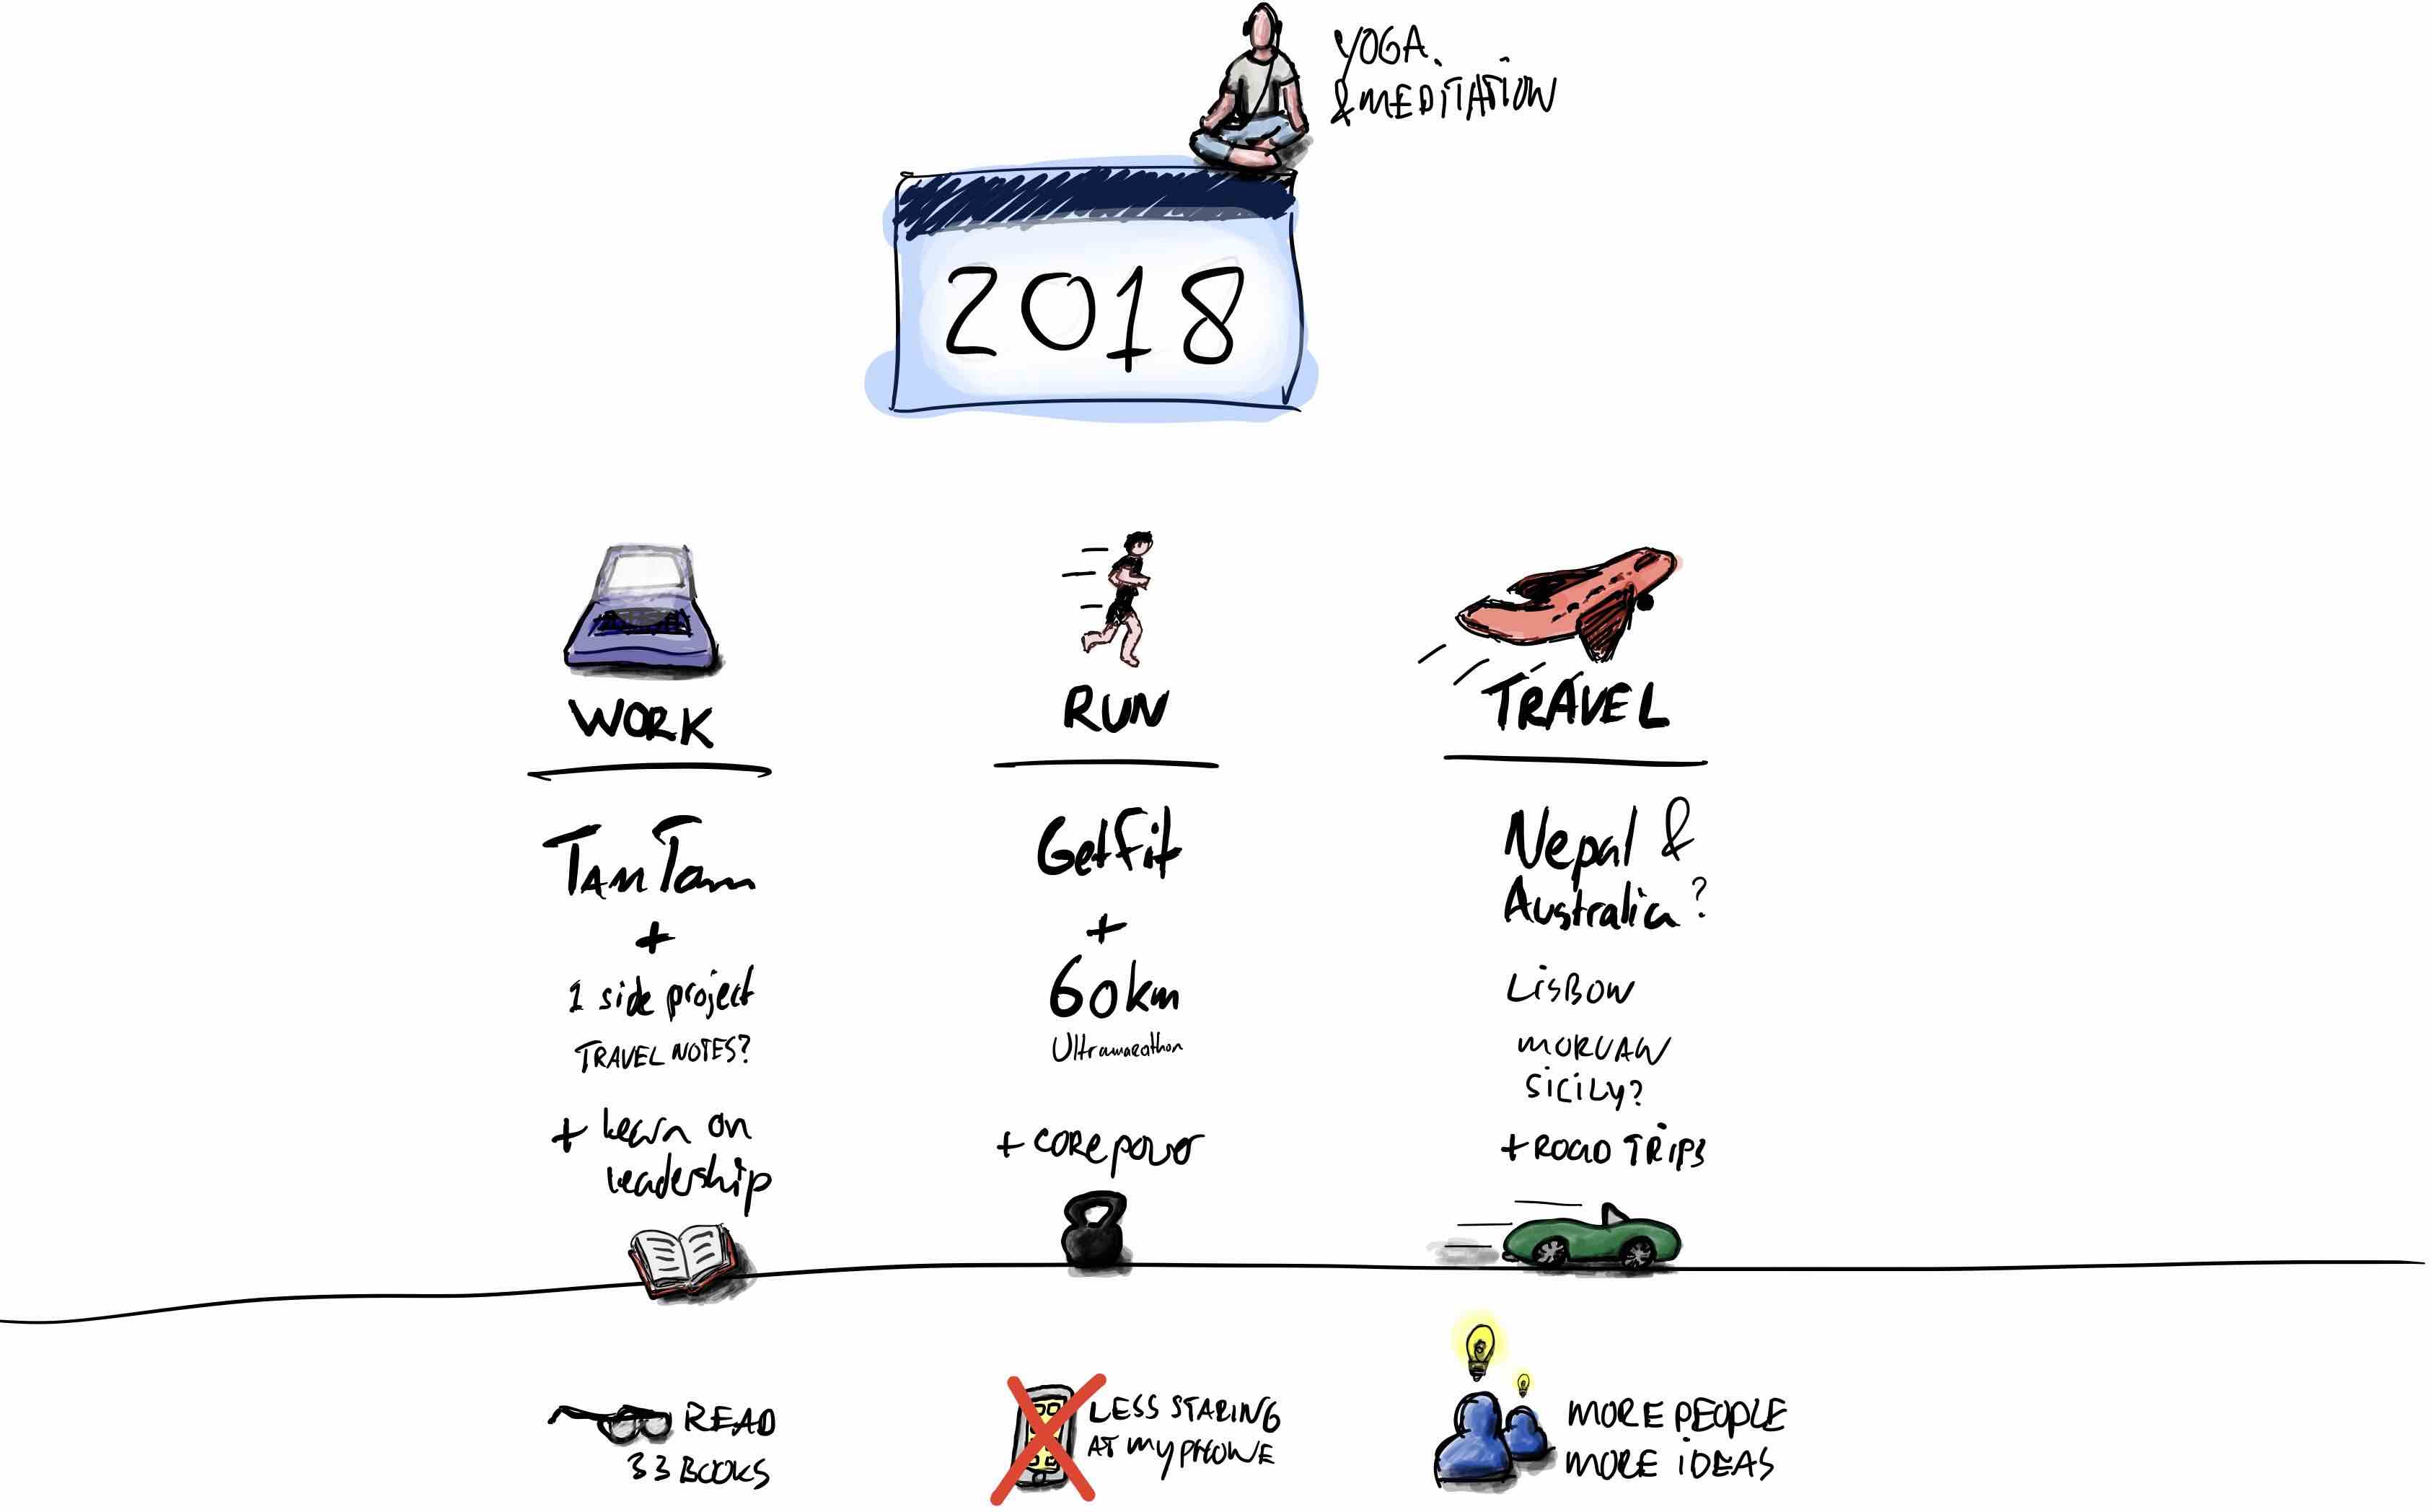 YOGA
& MEDITATION
2018
WORK
TamTam
+
1 side project
TRAVEL NOTES?
+ learn on
leadership
RUN
Getfit
+
60km
Ultramarathon
+ core power
TRAVEL
Nepal &
Australia?
LiSBON
MORVAN
SiCiLy?
+ ROAD TRIPS
READ
33 BOOKS
LESS STARING
AT MY PHONE
MORE PEOPLE
MORE iDEAS